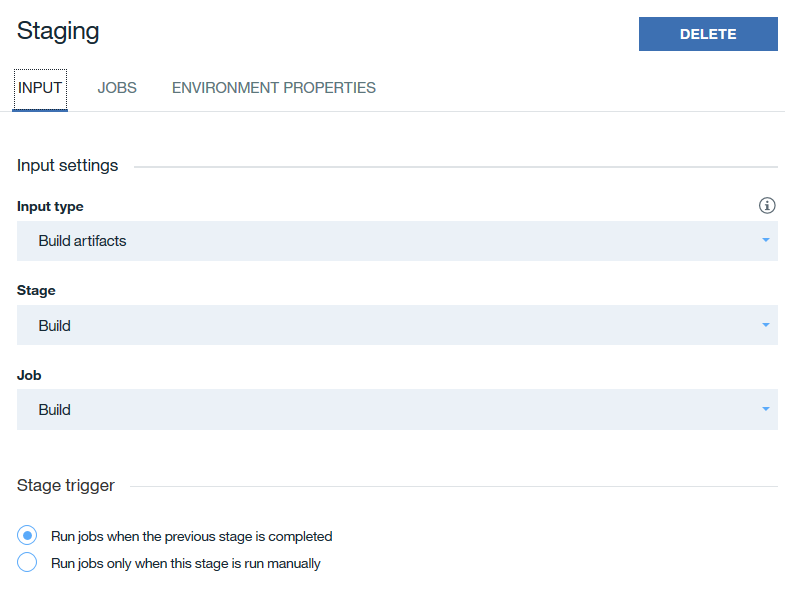 Staging
DELETE
INPUT JOBS ENVIRONMENT PROPERTIES
Input settings
Input type
Build artifacts
Stage
Build
Job
Build
Stage trigger
Run jobs when the previous stage is completed
Run jobs only when this stage is run manually